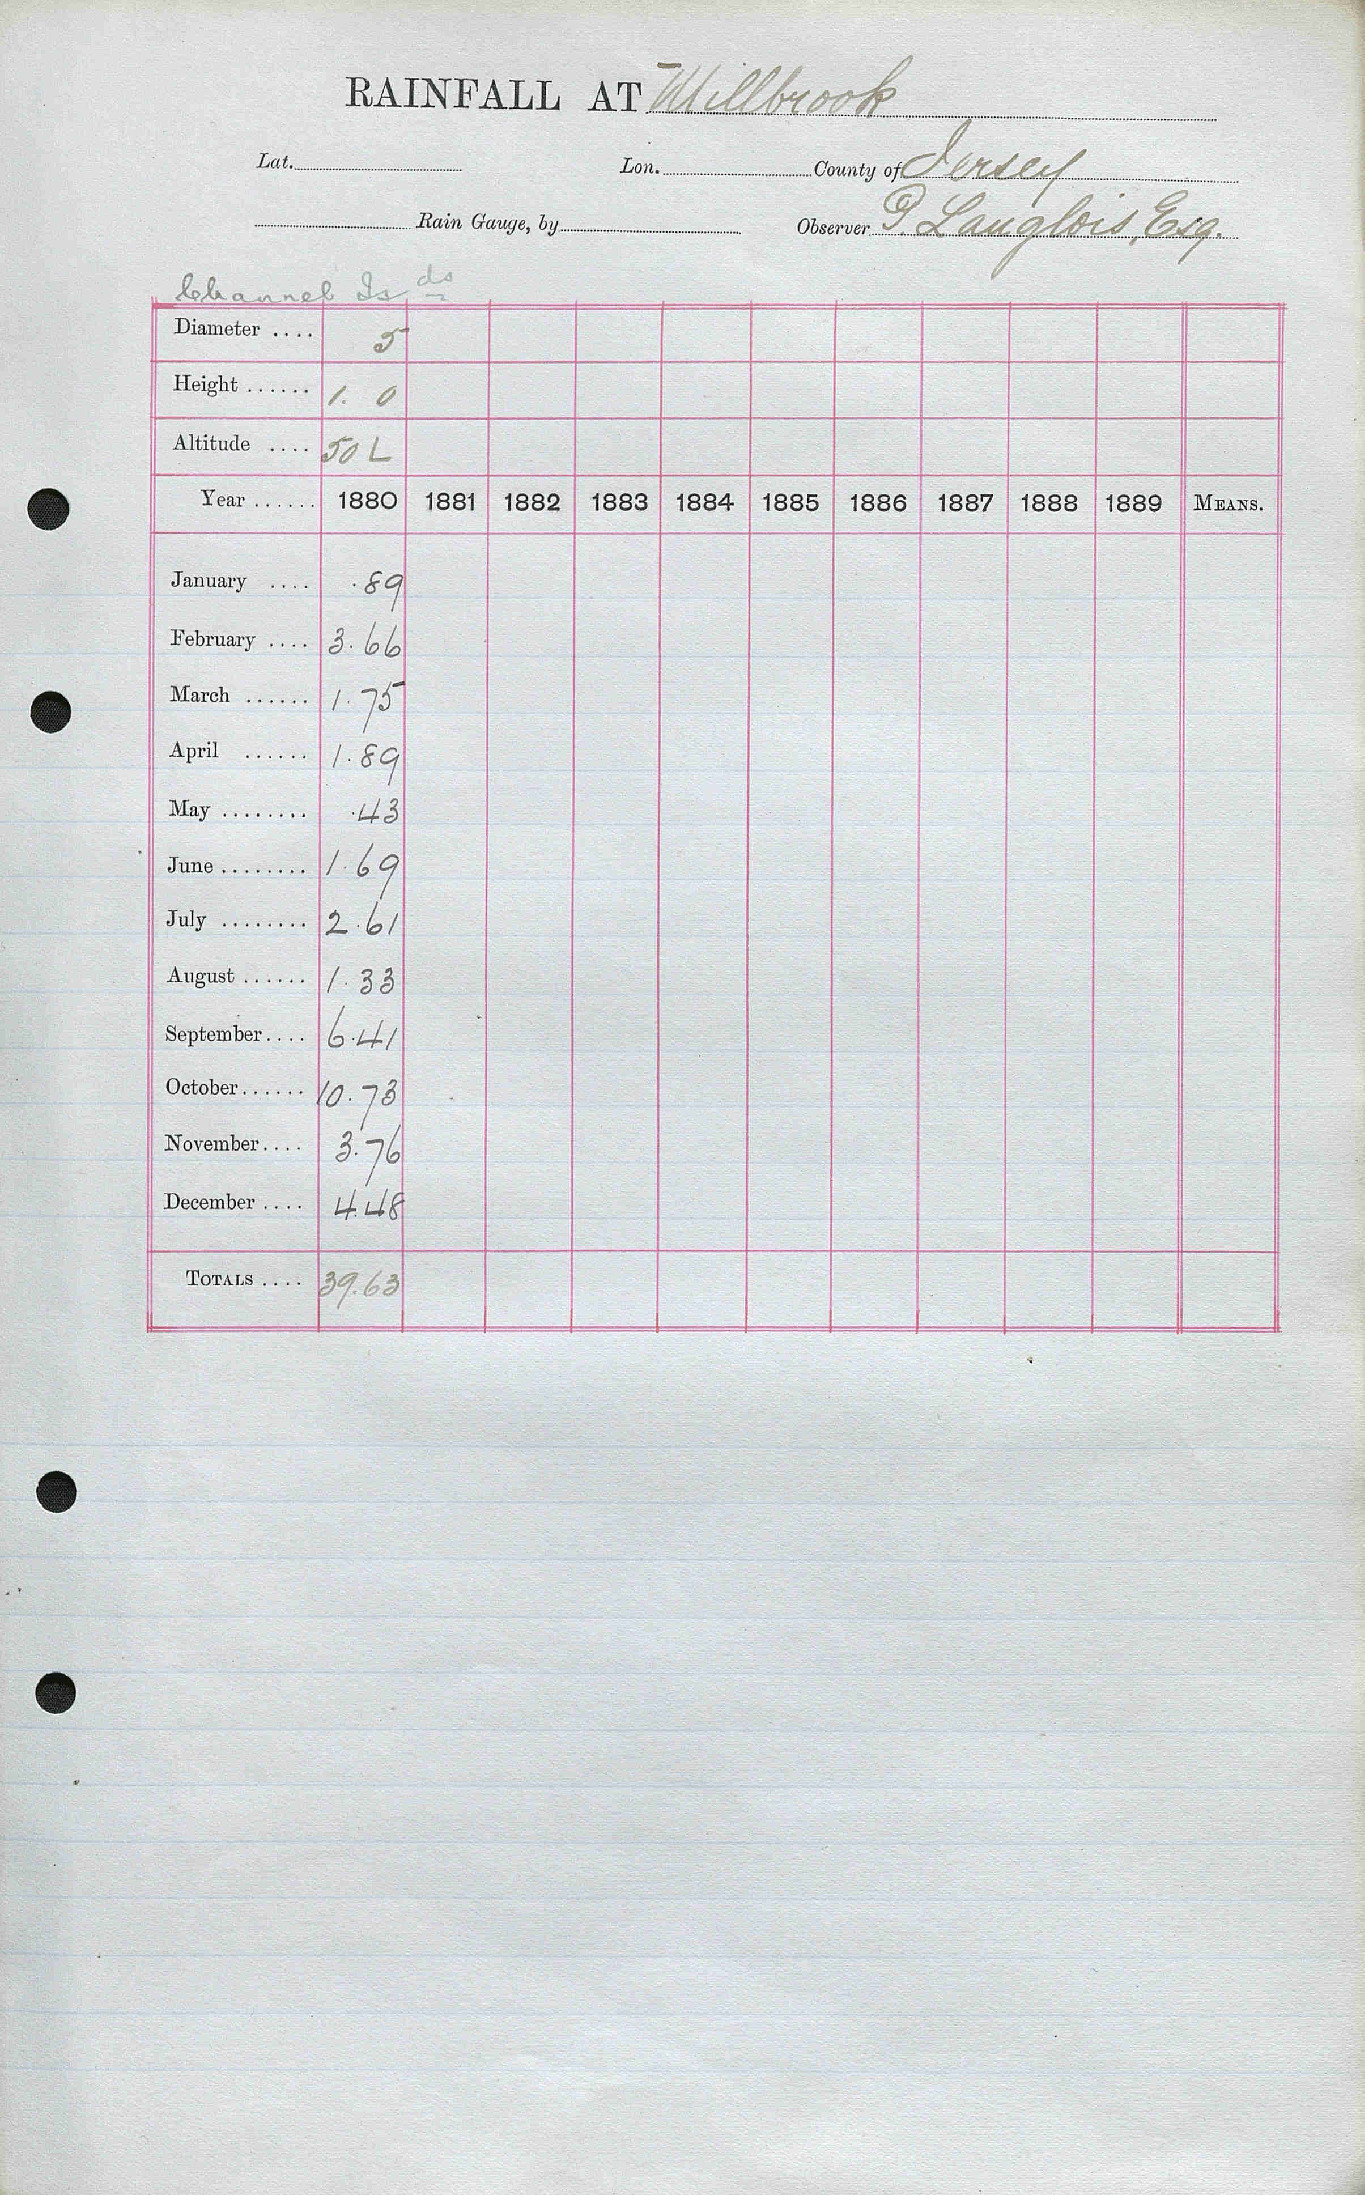 RAINFALL AT Millbrook
Lat. Lon. County of Jersey
Rain Gauge, by Observer P Langlois, Esq.
Channel Is ds
Diameter .... 5
Height ...... 1. 0
Altitude .... 50 L
Year ...... 1880 1881 1882 1883 1884 1885 1886 1887 1888 1889 MEANS.
January .... .89
February .... 3.66
March ...... 1.75
April ...... 1.89
May ........ .43
June ........ 1.69
July ........ 2.61
August ...... 1.33
September .... 6.41
October ...... 10.73
November .... 3.76
December .... 4.48
TOTALS .... 39.63